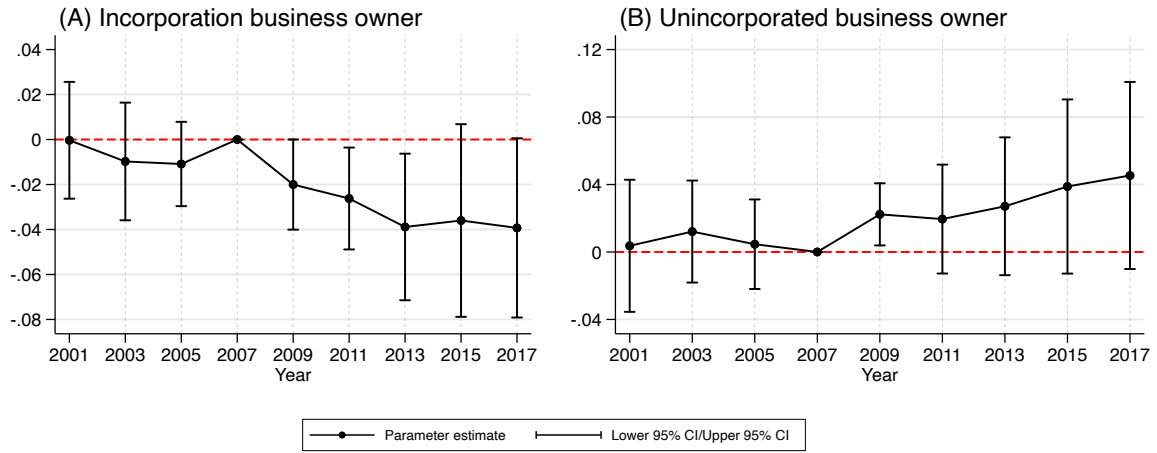 (A) Incorporation business owner
.04
.02
0
-.02
-.04
-.06
-.08
2001 2003 2005 2007 2009 2011 2013 2015 2017
Year
(B) Unincorporated business owner
.12
.08
.04
0
-.04
2001 2003 2005 2007 2009 2011 2013 2015 2017
Year
Parameter estimate
Lower 95% CI/Upper 95% CI